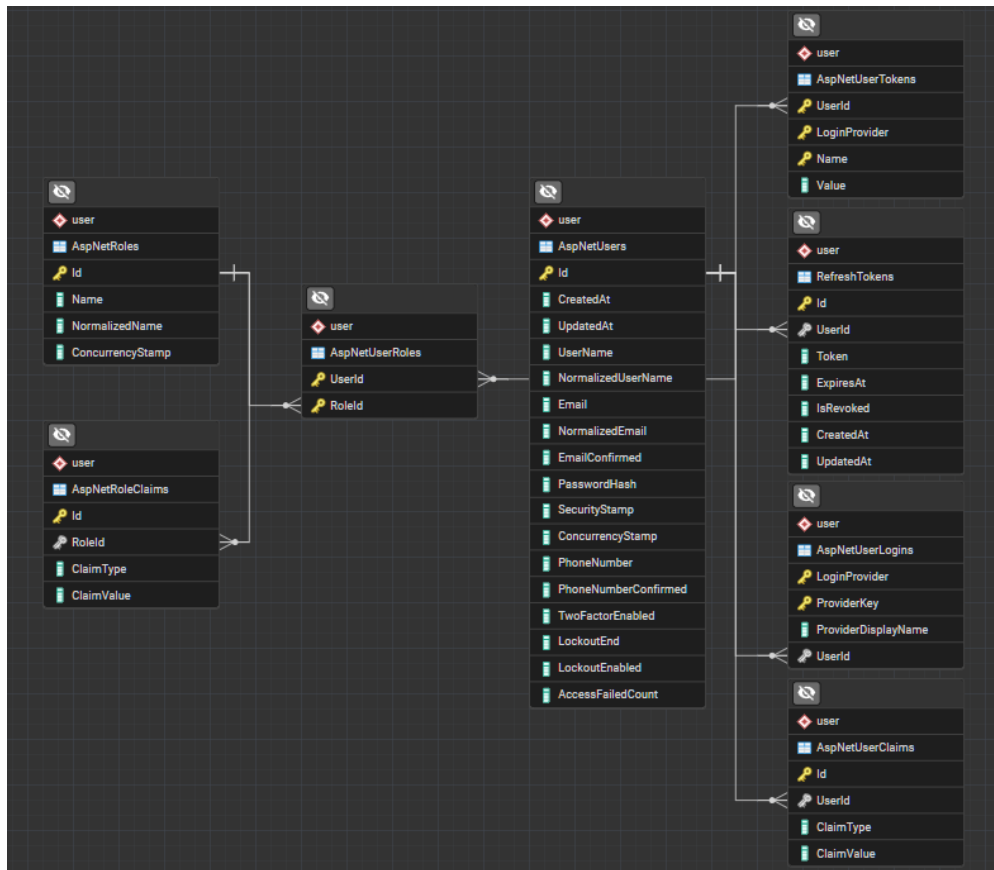 user
AspNetRoles
Id
Name
NormalizedName
ConcurrencyStamp
user
AspNetRoleClaims
Id
RoleId
ClaimType
ClaimValue
user
AspNetUserRoles
UserId
RoleId
user
AspNetUsers
Id
CreatedAt
UpdatedAt
UserName
NormalizedUserName
Email
NormalizedEmail
EmailConfirmed
PasswordHash
SecurityStamp
ConcurrencyStamp
PhoneNumber
PhoneNumberConfirmed
TwoFactorEnabled
LockoutEnd
LockoutEnabled
AccessFailedCount
user
AspNetUserTokens
UserId
LoginProvider
Name
Value
user
RefreshTokens
Id
UserId
Token
ExpiresAt
IsRevoked
CreatedAt
UpdatedAt
user
AspNetUserLogins
LoginProvider
ProviderKey
ProviderDisplayName
UserId
user
AspNetUserClaims
Id
UserId
ClaimType
ClaimValue